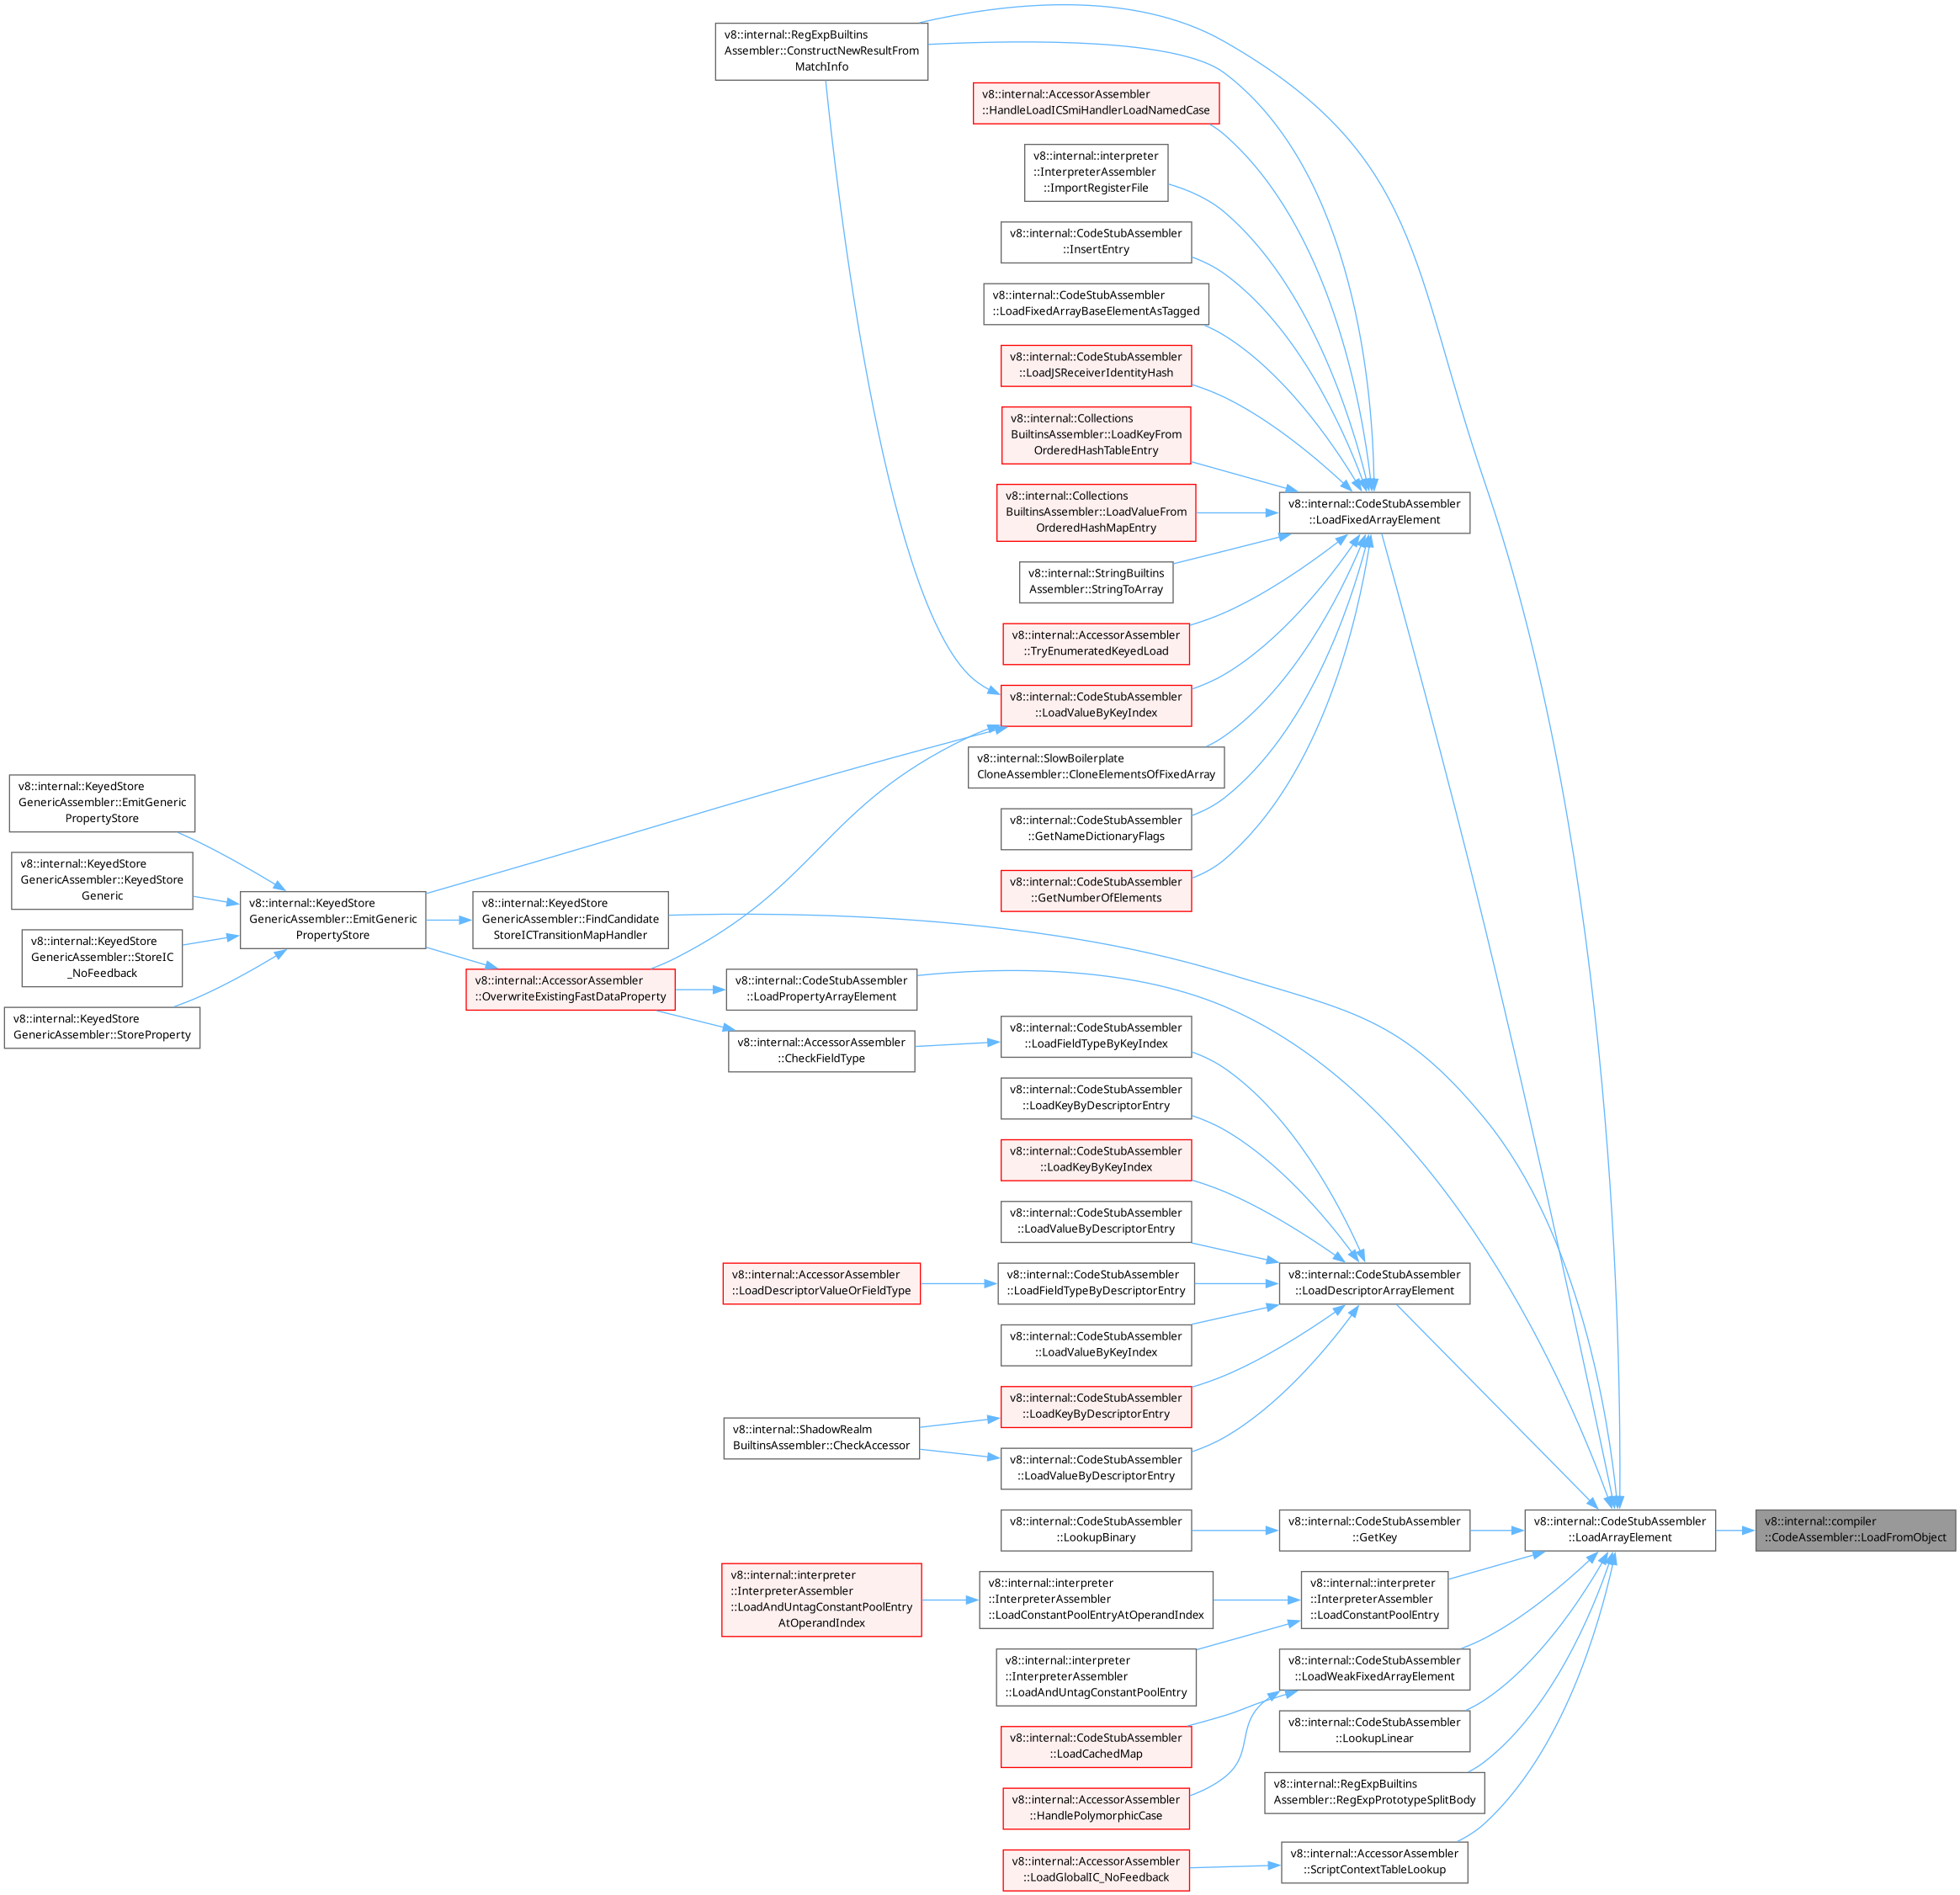 v8::internal::RegExpBuiltins
Assembler::ConstructNewResultFrom
MatchInfo
v8::internal::AccessorAssembler
::HandleLoadICSmiHandlerLoadNamedCase
v8::internal::interpreter
::InterpreterAssembler
::ImportRegisterFile
v8::internal::CodeStubAssembler
::InsertEntry
v8::internal::CodeStubAssembler
::LoadFixedArrayBaseElementAsTagged
v8::internal::CodeStubAssembler
::LoadJSReceiverIdentityHash
v8::internal::Collections
BuiltinsAssembler::LoadKeyFrom
OrderedHashTableEntry
v8::internal::Collections
BuiltinsAssembler::LoadValueFrom
OrderedHashMapEntry
v8::internal::CodeStubAssembler
::LoadFixedArrayElement
v8::internal::StringBuiltins
Assembler::StringToArray
v8::internal::AccessorAssembler
::TryEnumeratedKeyedLoad
v8::internal::CodeStubAssembler
::LoadValueByKeyIndex
v8::internal::SlowBoilerplate
CloneAssembler::CloneElementsOfFixedArray
v8::internal::CodeStubAssembler
::GetNameDictionaryFlags
v8::internal::CodeStubAssembler
::GetNumberOfElements
v8::internal::KeyedStore
GenericAssembler::EmitGeneric
PropertyStore
v8::internal::KeyedStore
GenericAssembler::KeyedStore
Generic
v8::internal::KeyedStore
GenericAssembler::StoreIC
_NoFeedback
v8::internal::KeyedStore
GenericAssembler::StoreProperty
v8::internal::KeyedStore
GenericAssembler::EmitGeneric
PropertyStore
v8::internal::KeyedStore
GenericAssembler::FindCandidate
StoreICTransitionMapHandler
v8::internal::AccessorAssembler
::OverwriteExistingFastDataProperty
v8::internal::CodeStubAssembler
::LoadPropertyArrayElement
v8::internal::AccessorAssembler
::CheckFieldType
v8::internal::CodeStubAssembler
::LoadFieldTypeByKeyIndex
v8::internal::CodeStubAssembler
::LoadKeyByDescriptorEntry
v8::internal::CodeStubAssembler
::LoadKeyByKeyIndex
v8::internal::CodeStubAssembler
::LoadValueByDescriptorEntry
v8::internal::AccessorAssembler
::LoadDescriptorValueOrFieldType
v8::internal::CodeStubAssembler
::LoadFieldTypeByDescriptorEntry
v8::internal::CodeStubAssembler
::LoadDescriptorArrayElement
v8::internal::CodeStubAssembler
::LoadValueByKeyIndex
v8::internal::CodeStubAssembler
::LoadKeyByDescriptorEntry
v8::internal::ShadowRealm
BuiltinsAssembler::CheckAccessor
v8::internal::CodeStubAssembler
::LoadValueByDescriptorEntry
v8::internal::CodeStubAssembler
::LookupBinary
v8::internal::CodeStubAssembler
::GetKey
v8::internal::CodeStubAssembler
::LoadArrayElement
v8::internal::compiler
::CodeAssembler::LoadFromObject
v8::internal::interpreter
::InterpreterAssembler
::LoadAndUntagConstantPoolEntry
AtOperandIndex
v8::internal::interpreter
::InterpreterAssembler
::LoadConstantPoolEntryAtOperandIndex
v8::internal::interpreter
::InterpreterAssembler
::LoadConstantPoolEntry
v8::internal::interpreter
::InterpreterAssembler
::LoadAndUntagConstantPoolEntry
v8::internal::CodeStubAssembler
::LoadWeakFixedArrayElement
v8::internal::CodeStubAssembler
::LoadCachedMap
v8::internal::CodeStubAssembler
::LookupLinear
v8::internal::AccessorAssembler
::HandlePolymorphicCase
v8::internal::RegExpBuiltins
Assembler::RegExpPrototypeSplitBody
v8::internal::AccessorAssembler
::LoadGlobalIC_NoFeedback
v8::internal::AccessorAssembler
::ScriptContextTableLookup